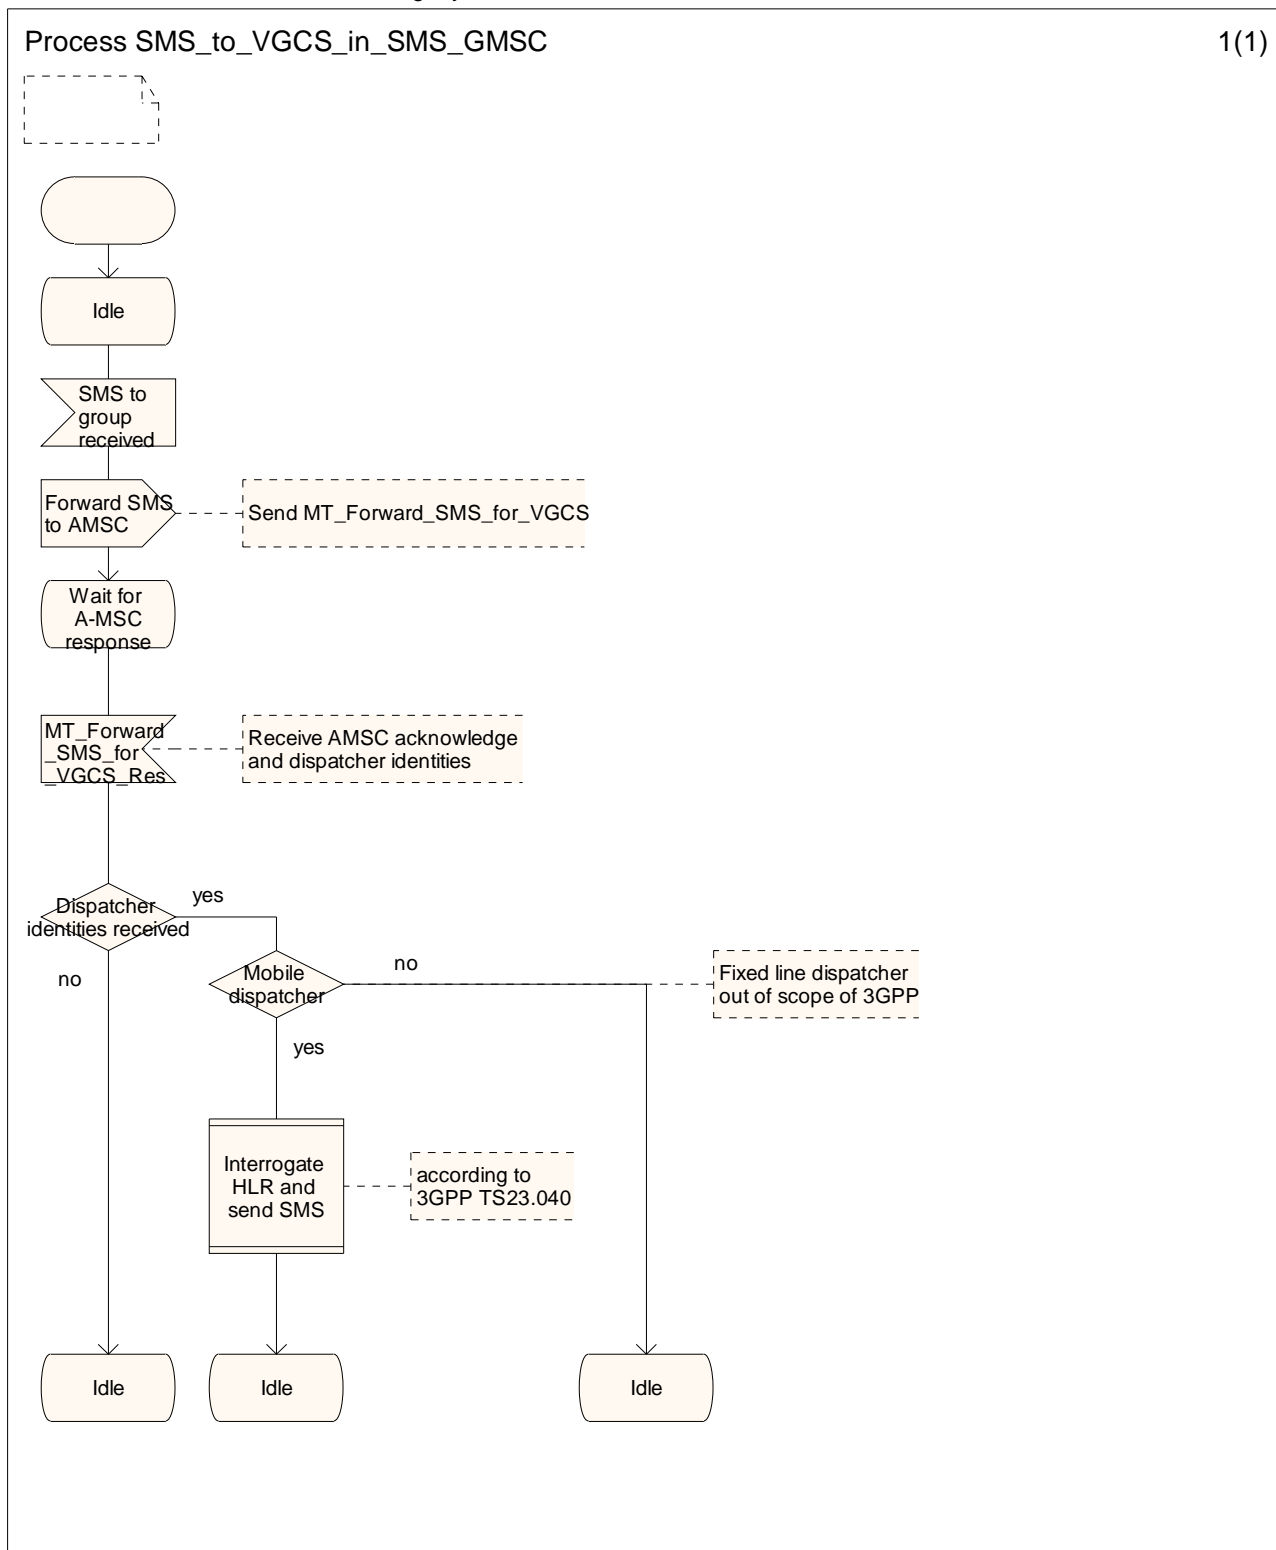 Process SMS_to_VGCS_in_SMS_GMSC
1(1)
Idle
SMS to
group
received
Forward SMS
to AMSC
Send MT_Forward_SMS_for_VGCS
Wait for
A-MSC
response
MT_Forward
_SMS_for
_VGCS_Res
Receive AMSC acknowledge
and dispatcher identities
Dispatcher
identities received
yes
no
Mobile
dispatcher
no
Fixed line dispatcher
out of scope of 3GPP
yes
Interrogate
HLR and
send SMS
according to
3GPP TS23.040
Idle
Idle
Idle